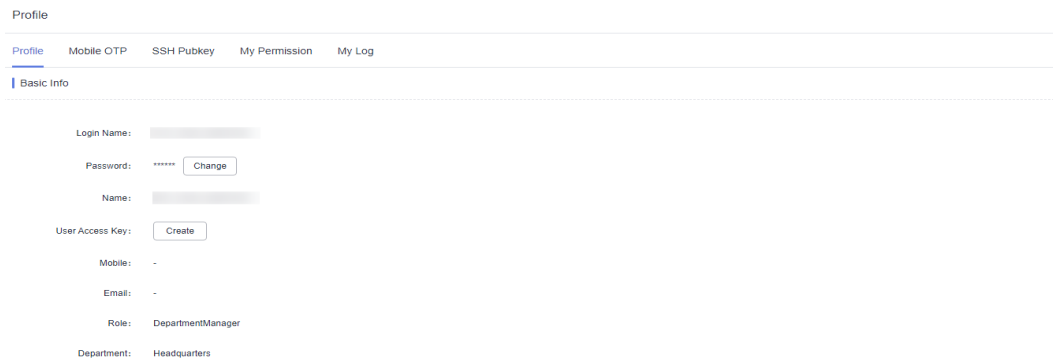 Profile
Profile Mobile OTP SSH Pubkey My Permission My Log
Basic Info
Login Name:
Password: ****** Change
Name:
User Access Key: Create
Mobile: -
Email: -
Role: DepartmentManager
Department: Headquarters